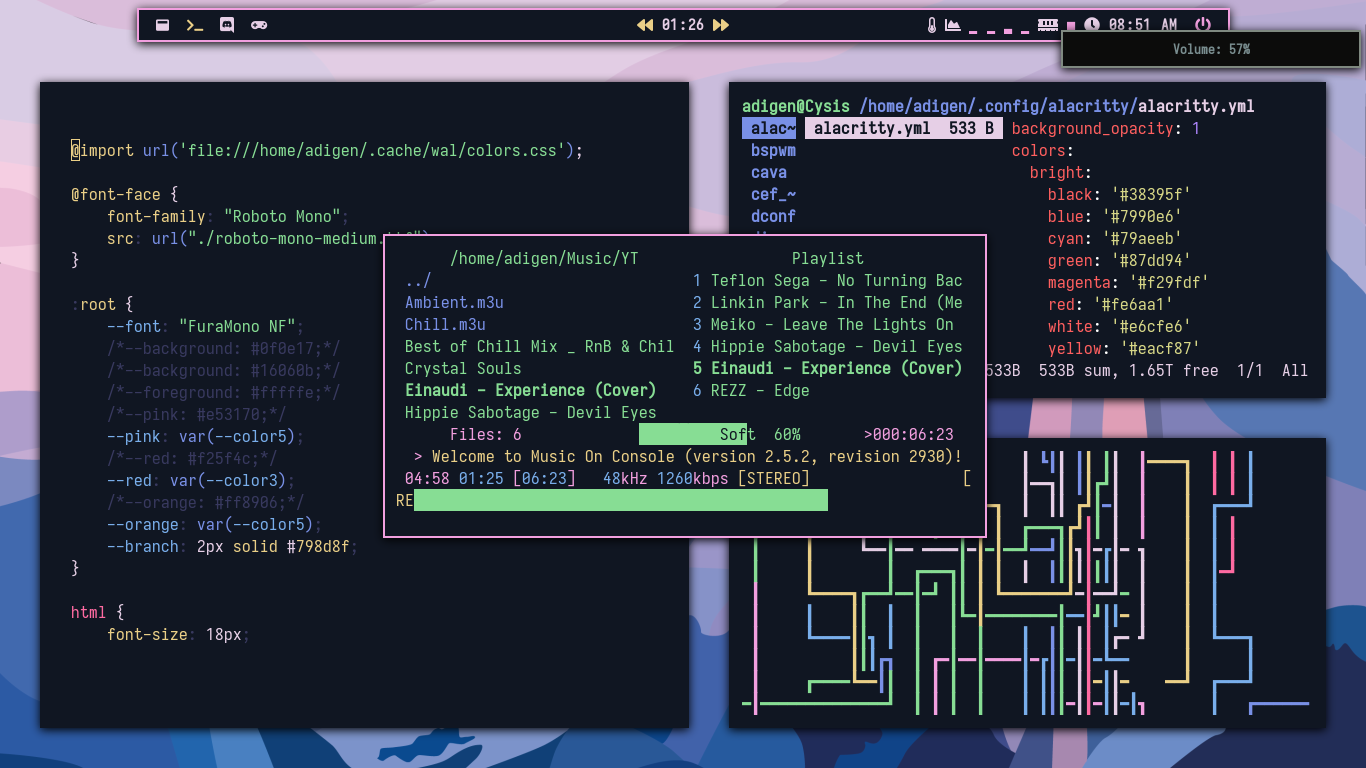 01:26
08:51 AM
Volume: 57%
@import url('file:///home/adigen/.cache/wal/colors.css');
@font-face {
font-family: "Roboto Mono";
src: url("./roboto-mono-medium.
}
:root {
--font: "FuraMono NF";
/*--background: #0f0e17;*/
/*--background: #16060b;*/
/*--foreground: #fffffe;*/
/*--pink: #e53170;*/
--pink: var(--color5);
/*--red: #f25f4c;*/
--red: var(--color3);
/*--orange: #ff8906;*/
--orange: var(--color5);
--branch: 2px solid #798d8f;
}
html {
font-size: 18px;
adigen@Cysis /home/adigen/.config/alacritty/alacritty.yml
alac~ alacritty.yml 533 B background_opacity: 1
bspwm colors:
cava bright:
cef_~ black: '#38395f'
dconf blue: '#7990e6'
cyan: '#79aeeb'
green: '#87dd94'
magenta: '#f29fdf'
red: '#fe6aa1'
white: '#e6cfe6'
yellow: '#eacf87'
533B 533B sum, 1.65T free 1/1 All
/home/adigen/Music/YT
../
Ambient.m3u
Chill.m3u
Best of Chill Mix _ RnB & Chil
Crystal Souls
Einaudi - Experience (Cover)
Hippie Sabotage - Devil Eyes
Playlist
1 Teflon Sega - No Turning Bac
2 Linkin Park - In The End (Me
3 Meiko - Leave The Lights On
4 Hippie Sabotage - Devil Eyes
5 Einaudi - Experience (Cover)
6 REZZ - Edge
Files: 6 Soft 60% >000:06:23
> Welcome to Music On Console (version 2.5.2, revision 2930)!
04:58 01:25 [06:23] 48kHz 1260kbps [STEREO] [
RE